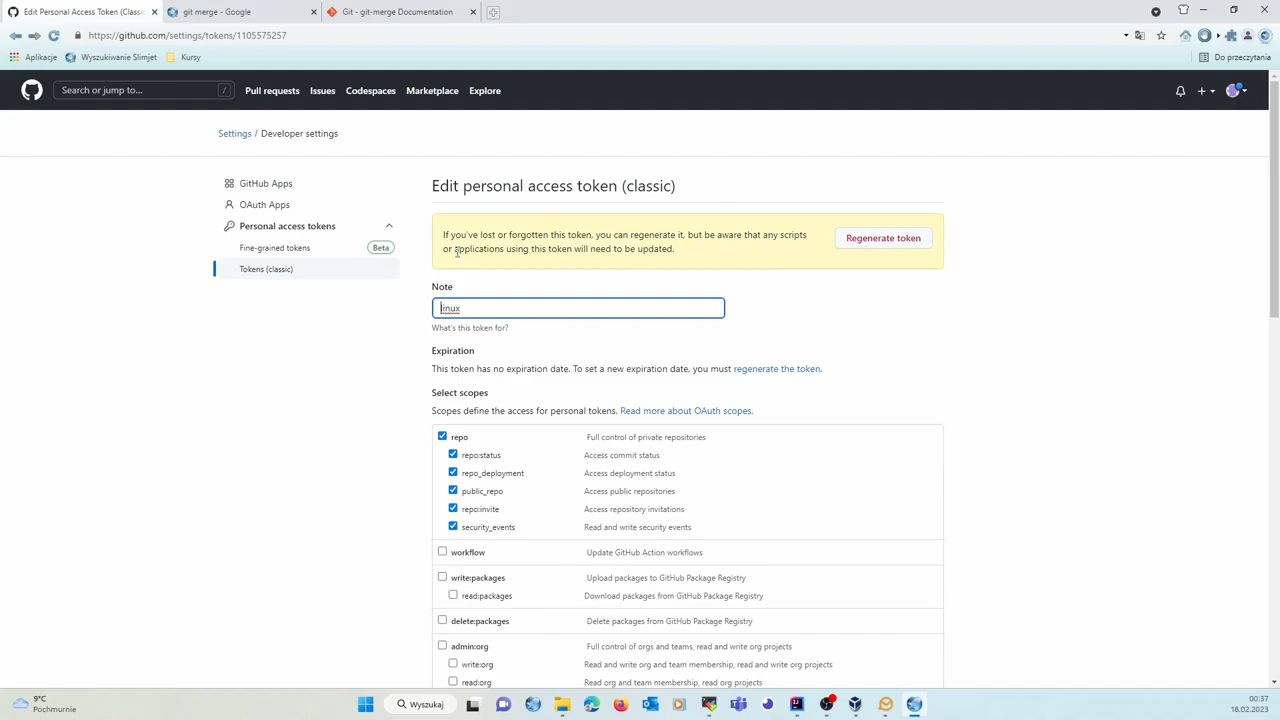 Edit Personal Access Token (Classic
git merge - Google
Git - git-merge Documentation
https://github.com/settings/tokens/1105575257
Aplikacje
Wyszukiwanie Slimjet
Kursy
Do przeczytania
Search or jump to...
/
Pull requests
Issues
Codespaces
Marketplace
Explore
Settings / Developer settings
GitHub Apps
OAuth Apps
Personal access tokens
Fine-grained tokens
Beta
Tokens (classic)
Edit personal access token (classic)
If you've lost or forgotten this token, you can regenerate it, but be aware that any scripts
or applications using this token will need to be updated.
Regenerate token
Note
linux
What's this token for?
Expiration
This token has no expiration date. To set a new expiration date, you must regenerate the token.
Select scopes
Scopes define the access for personal tokens. Read more about OAuth scopes.
repo Full control of private repositories
repo:status Access commit status
repo_deployment Access deployment status
public_repo Access public repositories
repo:invite Access repository invitations
security_events Read and write security events
workflow Update GitHub Action workflows
write:packages Upload packages to GitHub Package Registry
read:packages Download packages from GitHub Package Registry
delete:packages Delete packages from GitHub Package Registry
admin:org Full control of orgs and teams, read and write org projects
write:org Read and write org and team membership, read and write org projects
read:org Read org and team membership, read org projects
9°C
Pochmurnie
Wyszukaj
00:37
18.02.2023